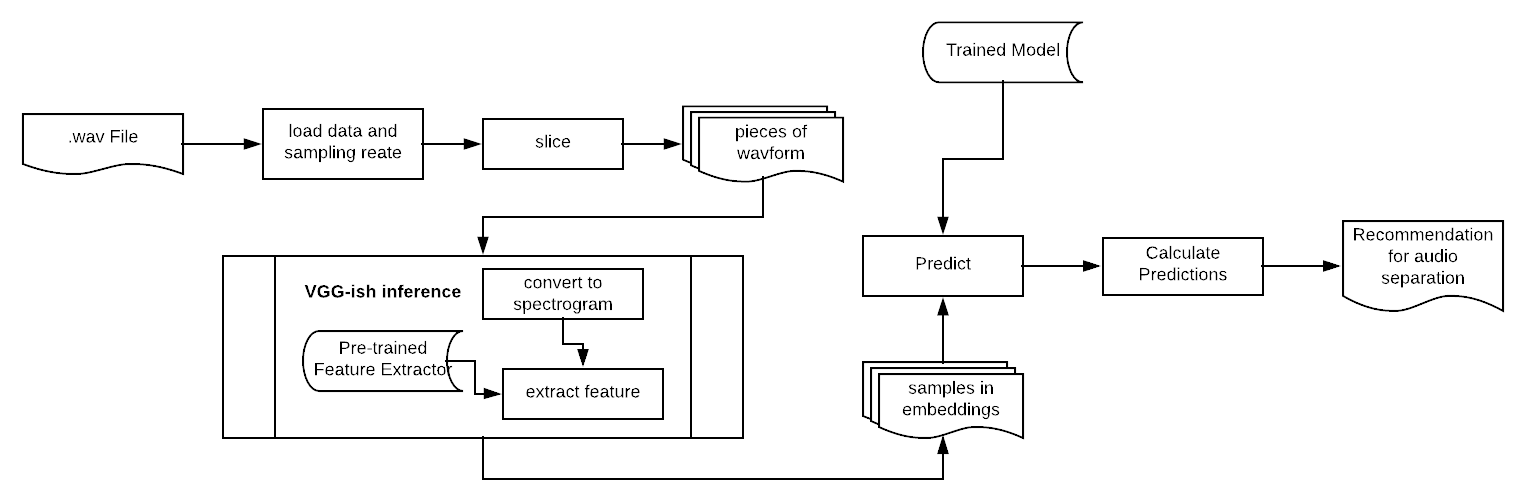 .wav File
load data and
sampling reate
slice
pieces of
wavform
VGG-ish inference
convert to
spectrogram
Pre-trained
Feature Extractor
extract feature
Trained Model
Predict
samples in
embeddings
Calculate
Predictions
Recommendation
for audio
separation